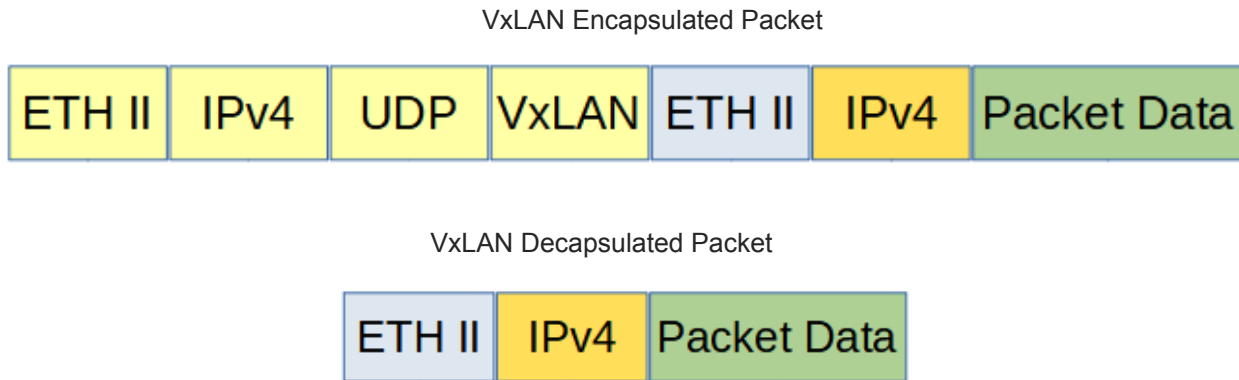 VxLAN Encapsulated Packet
ETH II IPv4 UDP VxLAN ETH II IPv4 Packet Data
VxLAN Decapsulated Packet
ETH II IPv4 Packet Data